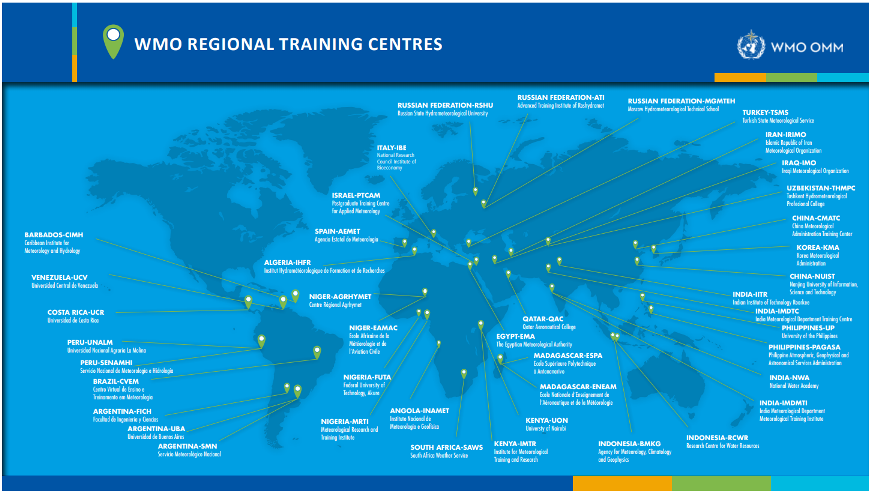 WMO REGIONAL TRAINING CENTRES
WMO OMM
RUSSIAN FEDERATION-RSHU
Russian State Hydrometeorological University
RUSSIAN FEDERATION-ATI
Advanced Training Institute of Roshydromet
RUSSIAN FEDERATION-MGMTEH
Moscow Hydrometeorological Technical School
TURKEY-TSMS
Turkish State Meteorological Service
IRAN-IRIMO
Islamic Republic of Iran
Meteorological Organization
IRAQ-IMO
Iraqi Meteorological Organization
UZBEKISTAN-THMPC
Tashkent Hydrometeorological
Profesional College
CHINA-CMATC
China Meteorological
Administration Training Center
KOREA-KMA
Korea Meteorological
Administration
CHINA-NUIST
Nanjing University of Information,
Science and Technology
INDIA-IITR
Indian Institute of Technology Roorkee
INDIA-IMDTC
India Meteorological Department Training Centre
PHILIPPINES-UP
University of the Philippines
PHILIPPINES-PAGASA
Philippine Atmospheric, Geophysical and
Astronomical Services Administration
INDIA-NWA
National Water Academy
INDIA-IMDMTI
India Meteorological Department
Meteorological Training Institute
INDONESIA-RCWR
Research Centre for Water Resources
INDONESIA-BMKG
Agency for Meteorology, Climatology
and Geophysics
ITALY-IBE
National Research
Council Institute of
Bioeconomy
ISRAEL-PTCAM
Postgraduate Training Centre
for Applied Meteorology
SPAIN-AEMET
Agencia Estatal de Meteorología
ALGERIA-IHFR
Institut Hydrométéorologique de Formation et de Recherches
NIGER-AGRHYMET
Centre Régional Agrhymet
NIGER-EAMAC
Ecole Africaine de la
Météorologie et de
l'Aviation Civile
NIGERIA-FUTA
Federal University of
Technology, Akure
NIGERIA-MRTI
Meteorological Research and
Training Institute
ANGOLA-INAMET
Instituto Nacional de
Meteorologia e Geofísica
SOUTH AFRICA-SAWS
South Africa Weather Service
QATAR-QAC
Qatar Aeronautical College
EGYPT-EMA
The Egyptian Meteorological Authority
MADAGASCAR-ESPA
Ecole Superieure Polytechnique
à Antananarivo
MADAGASCAR-ENEAM
Ecole Nationale d'Enseignement de
l'Aéronautique et de la Météorologie
KENYA-UON
University of Nairobi
KENYA-IMTR
Institute for Meteorological
Training and Research
BARBADOS-CIMH
Caribbean Institute for
Meteorology and Hydrology
VENEZUELA-UCV
Universidad Central de Venezuela
COSTA RICA-UCR
Universidad de Costa Rica
PERU-UNALM
Universidad Nacional Agraria La Molina
PERU-SENAMHI
Servicio Nacional de Meteorología e Hidrología
BRAZIL-CVEM
Centro Virtual de Ensino e
Treinamento em Meteorologia
ARGENTINA-FICH
Facultad de Ingeniería y Ciencias
ARGENTINA-UBA
Universidad de Buenos Aires
ARGENTINA-SMN
Servicio Meteorológico Nacional